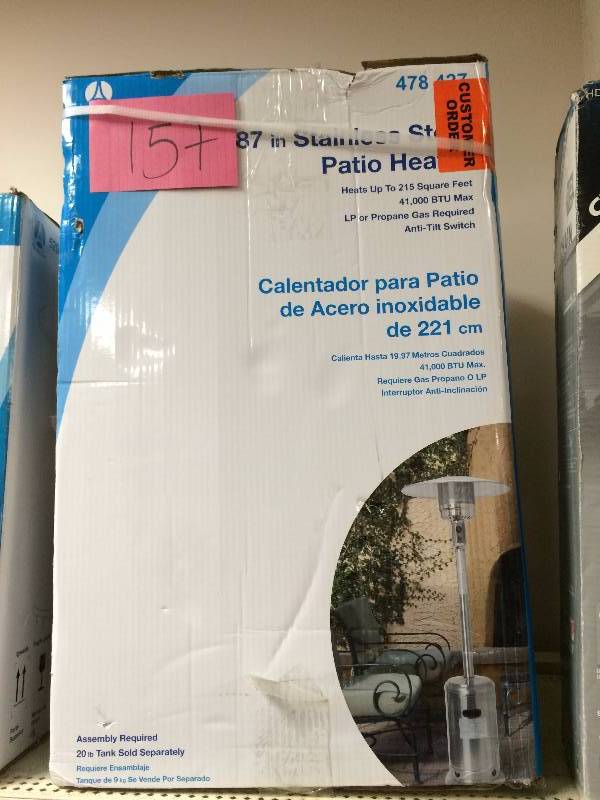 478
CUSTOMER
ORDER
157
87 in Stainless
Patio
Heats Up To 215 Square Feet
41,000 BTU Max
LP or Propane Gas Required
Anti-Tilt Switch
Calentador para Patio
de Acero inoxidable
de 221 cm
Calienta Hasta 19.97 Metros Cuadrados
41,000 BTU Max.
Requiere Gas Propano O LP
Interruptor Anti-Inclinación
Assembly Required
20 lb Tank Sold Separately
Requiere Ensamblaje
Tanque de 9 kg Se Vende Por Separado